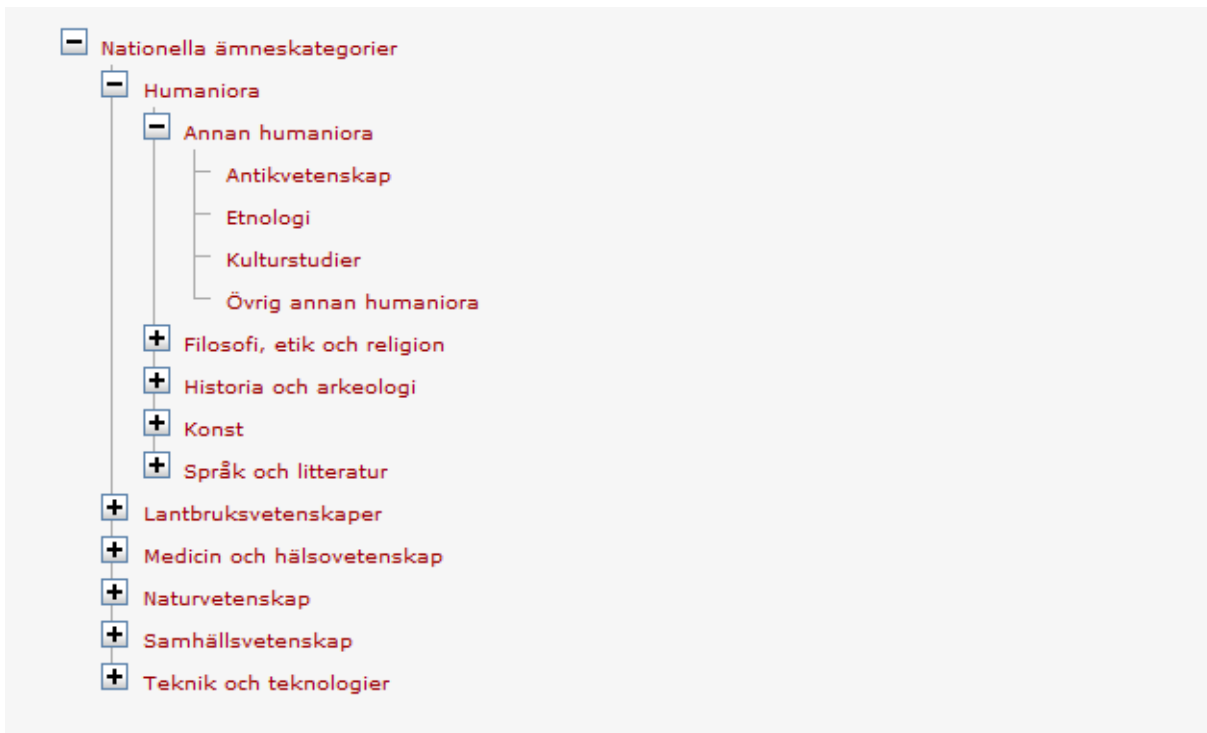 Nationella ämneskategorier
Humaniora
Annan humaniora
Antikvetenskap
Etnologi
Kulturstudier
Övrig annan humaniora
Filosofi, etik och religion
Historia och arkeologi
Konst
Språk och litteratur
Lantbruksvetenskaper
Medicin och hälsovetenskap
Naturvetenskap
Samhällsvetenskap
Teknik och teknologier